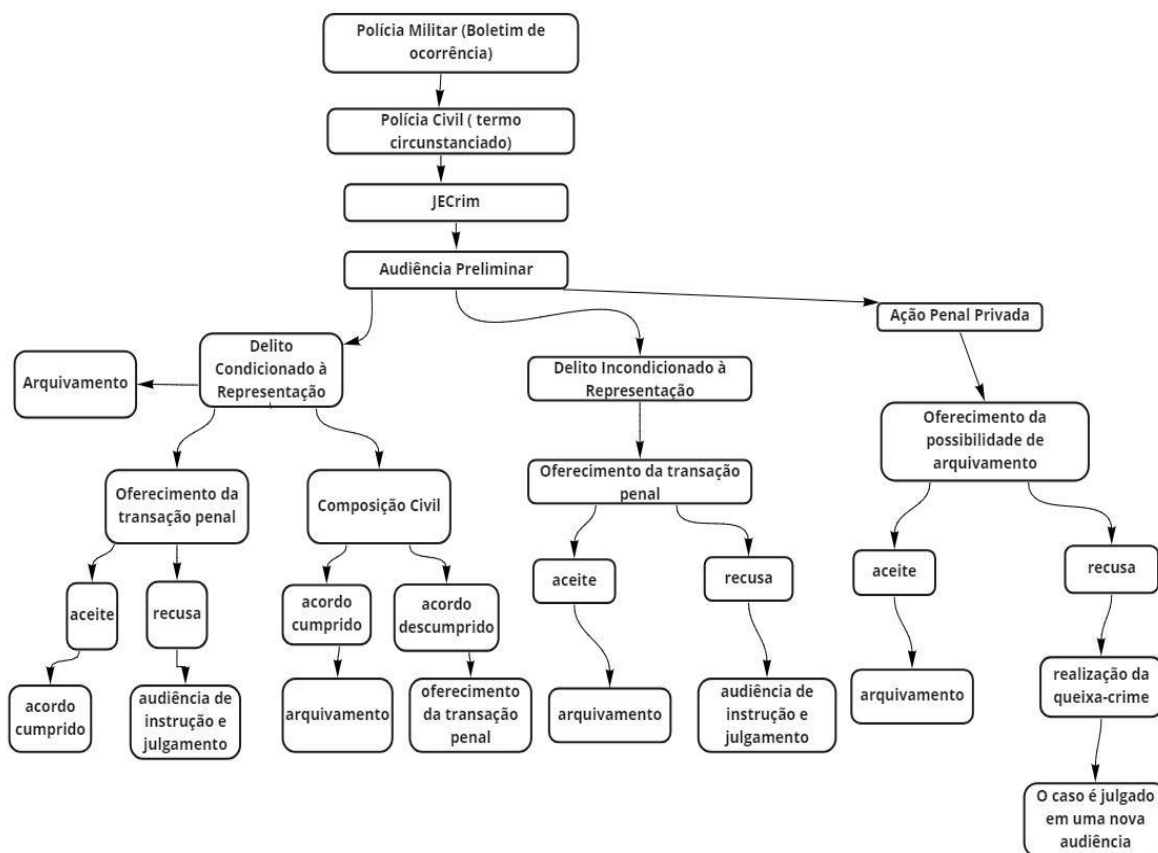 Polícia Militar (Boletim de
ocorrência)
Polícia Civil ( termo
circunstanciado)
JECrim
Audiência Preliminar
Ação Penal Privada
Delito
Condicionado à
Representação
Arquivamento
Delito Incondicionado à
Representação
Oferecimento da
possibilidade de
arquivamento
Oferecimento da
transação penal
Composição Civil
Oferecimento da transação
penal
aceite
recusa
acordo
cumprido
acordo
descumprido
aceite
recusa
aceite
recusa
acordo
cumprido
audiência de
instrução e
julgamento
arquivamento
oferecimento
da transação
penal
arquivamento
audiência de
instrução e
julgamento
arquivamento
realização da
queixa-crime
O caso é julgado
em uma nova
audiência